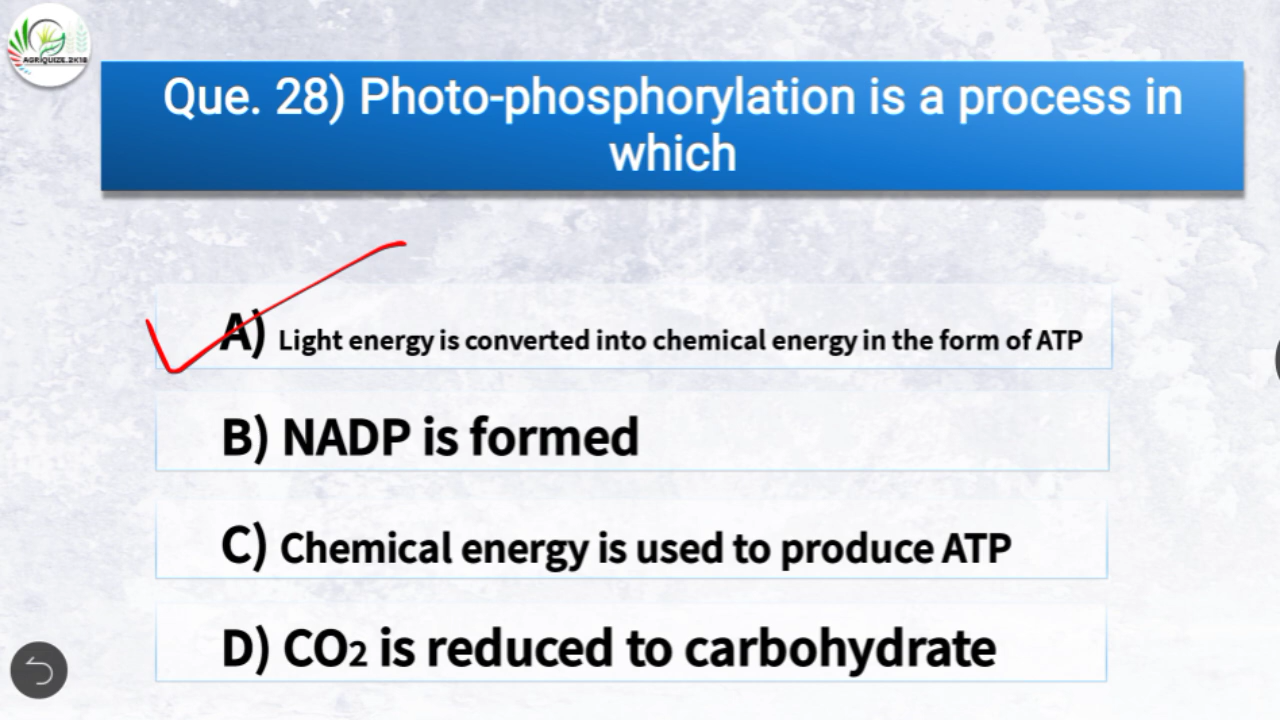 AGRIQUIZE.2K18
Que. 28) Photo-phosphorylation is a process in
which
A) Light energy is converted into chemical energy in the form of ATP
B) NADP is formed
C) Chemical energy is used to produce ATP
D) CO2 is reduced to carbohydrate